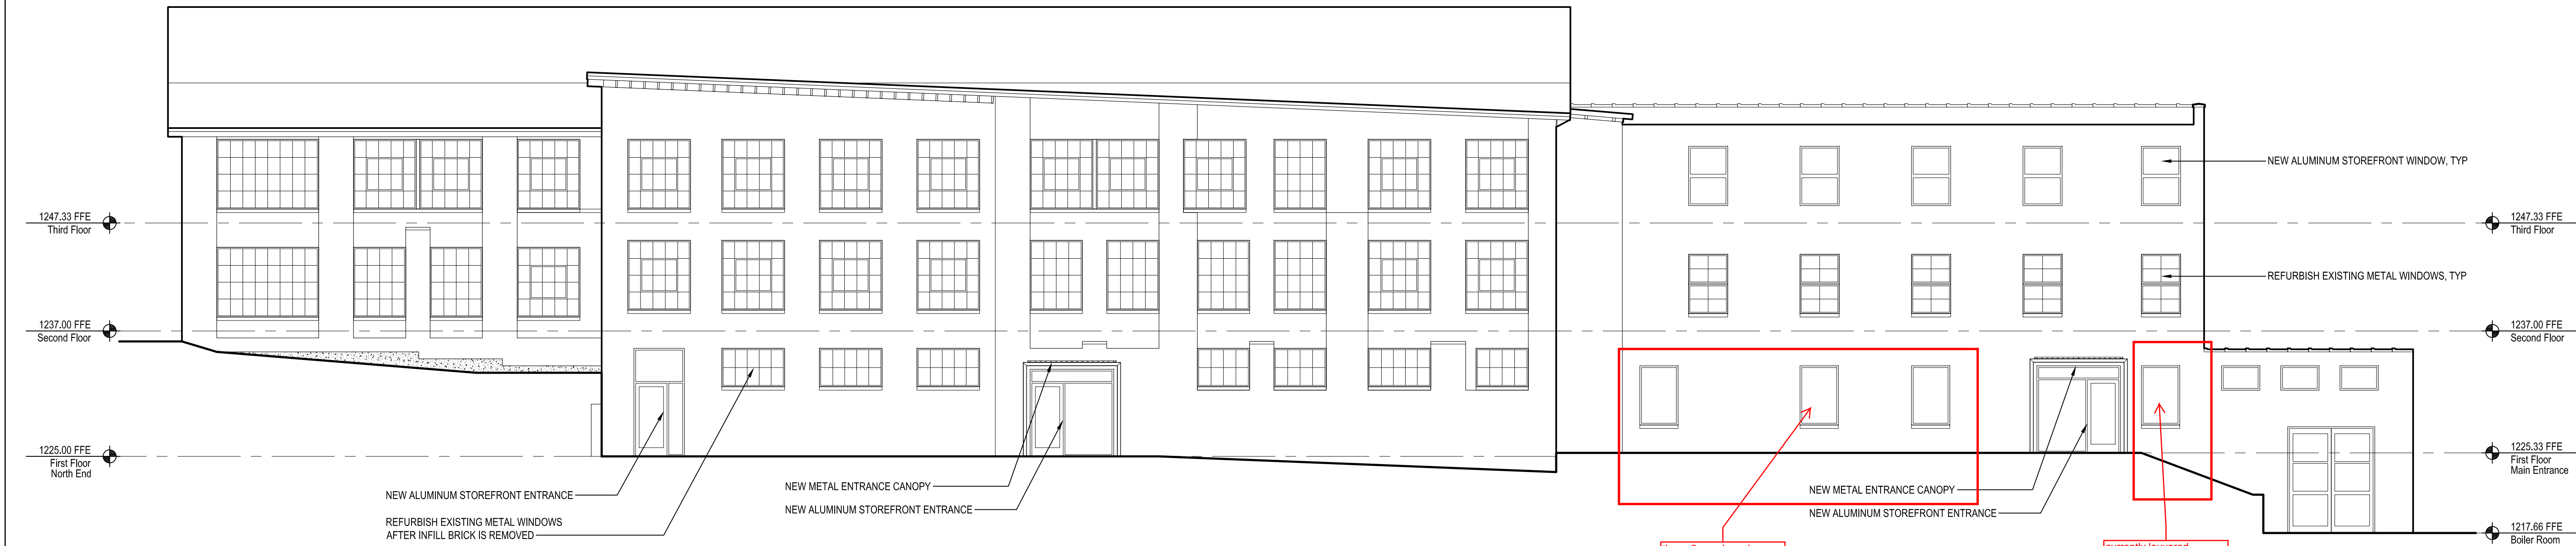 NEW ALUMINUM STOREFRONT WINDOW, TYP
1247.33 FFE
Third Floor
1247.33 FFE
Third Floor
REFURBISH EXISTING METAL WINDOWS, TYP
1237.00 FFE
Second Floor
1237.00 FFE
Second Floor
1225.00 FFE
First Floor
North End
1225.33 FFE
First Floor
Main Entrance
NEW ALUMINUM STOREFRONT ENTRANCE
REFURBISH EXISTING METAL WINDOWS
AFTER INFILL BRICK IS REMOVED
NEW METAL ENTRANCE CANOPY
NEW ALUMINUM STOREFRONT ENTRANCE
NEW METAL ENTRANCE CANOPY
NEW ALUMINUM STOREFRONT ENTRANCE
1217.66 FFE
Boiler Room
currently louvered